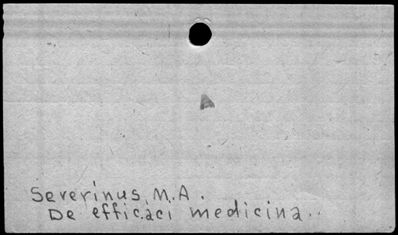 Severinus, M.A.
De efficaci medicina..